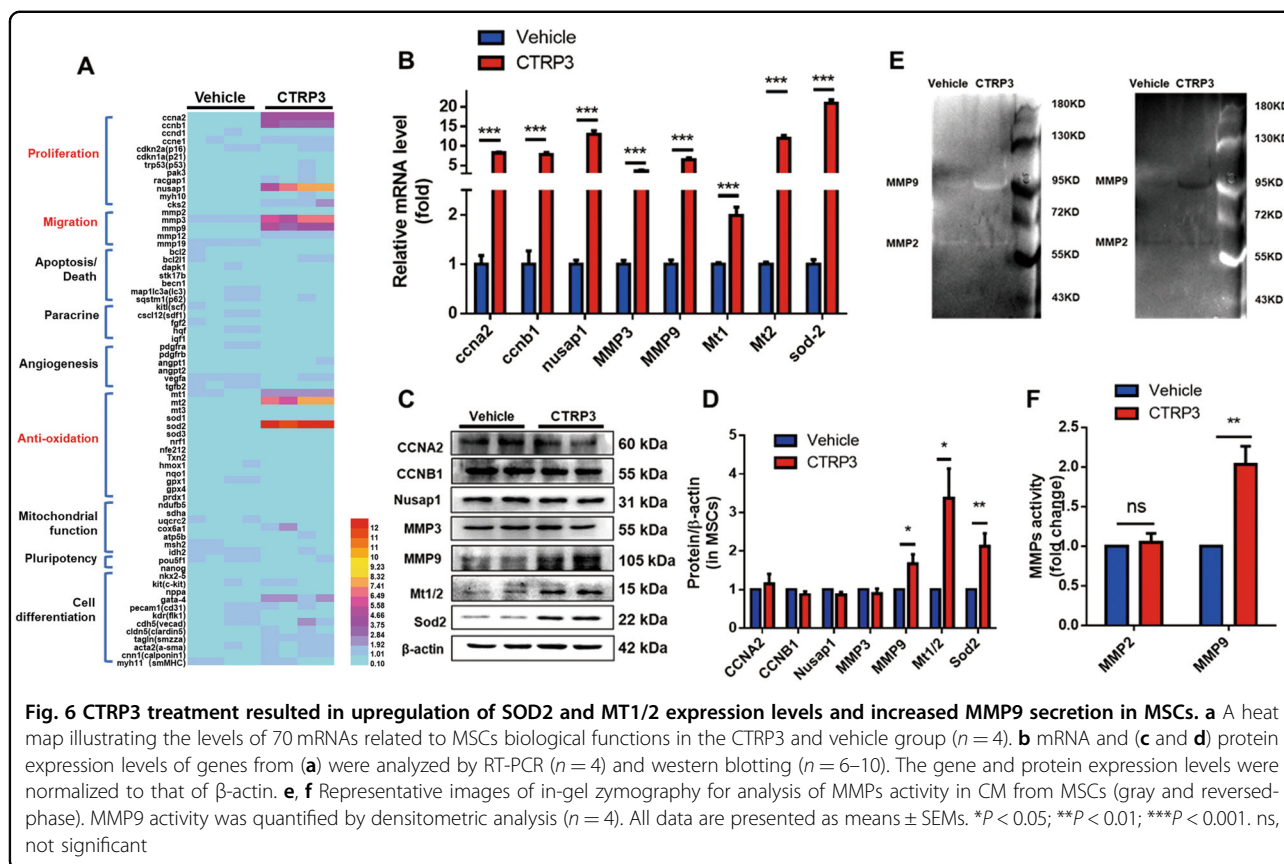 A
Vehicle CTRP3
Proliferation
Migration
Apoptosis/
Death
Paracrine
Angiogenesis
Anti-oxidation
Mitochondrial
function
Pluripotency
Cell
differentiation
ccna2
ccnb1
ccnd1
ccne1
cdkn2a(p16)
cdkn1a(p21)
trp53(p53)
pak3
racgap1
nusap1
myh10
cks2
mmp2
mmp3
mmp9
mmp12
mmp19
bcl2
bcl2l1
dapk1
stk17b
becn1
map1lc3a(lc3)
sqstm1(p62)
kitl(scf)
cscl12(sdf1)
fgf2
hqf
iqf1
pdgfra
pdgfrb
angpt1
angpt2
vegfa
tgfb2
mt1
mt2
mt3
sod1
sod2
sod3
nrf1
nfe212
Txn2
hmox1
nqo1
gpx1
gpx4
prdx1
ndufb5
sdha
uqcrc2
cox6a1
atp5b
msh2
idh2
pou5f1
nanog
nkx2-5
kit(c-kit)
nppa
gata-4
pecam1(cd31)
kdr(flk1)
cdh5(vecad)
cldn5(clardin5)
tagln(smzza)
acta2(a-sma)
cnn1(calponin1)
myh11 (smMHC)
12
11
10
9.23
8.32
7.41
6.49
5.58
4.66
3.75
2.84
1.92
1.01
0.10
B
Vehicle
CTRP3
Relative mRNA level
(fold)
20
15
10
5
2
1
0
*** *** *** *** *** *** *** ***
ccna2 ccnb1 nusap1 MMP3 MMP9 Mt1 Mt2 sod-2
C
Vehicle CTRP3
CCNA2 60 kDa
CCNB1 55 kDa
Nusap1 31 kDa
MMP3 55 kDa
MMP9 105 kDa
Mt1/2 15 kDa
Sod2 22 kDa
β-actin 42 kDa
D
Vehicle
CTRP3
Protein/β-actin
(in MSCs)
5
4
3
2
1
0
* * **
CCNA2 CCNB1 Nusap1 MMP3 MMP9 Mt1/2 Sod2
E
Vehicle CTRP3 Vehicle CTRP3
180KD 180KD
130KD 130KD
MMP9 95KD MMP9 95KD
72KD 72KD
MMP2 55KD MMP2 55KD
43KD 43KD
F
Vehicle
CTRP3
MMPs activity
(fold change)
2.5
2.0
1.5
1.0
0.5
0.0
ns **
MMP2 MMP9
Fig. 6 CTRP3 treatment resulted in upregulation of SOD2 and MT1/2 expression levels and increased MMP9 secretion in MSCs. a A heat
map illustrating the levels of 70 mRNAs related to MSCs biological functions in the CTRP3 and vehicle group (n = 4). b mRNA and (c and d) protein
expression levels of genes from (a) were analyzed by RT-PCR (n = 4) and western blotting (n = 6–10). The gene and protein expression levels were
normalized to that of β-actin. e, f Representative images of in-gel zymography for analysis of MMPs activity in CM from MSCs (gray and reversed-
phase). MMP9 activity was quantified by densitometric analysis (n = 4). All data are presented as means ± SEMs. *P < 0.05; **P < 0.01; ***P < 0.001. ns,
not significant